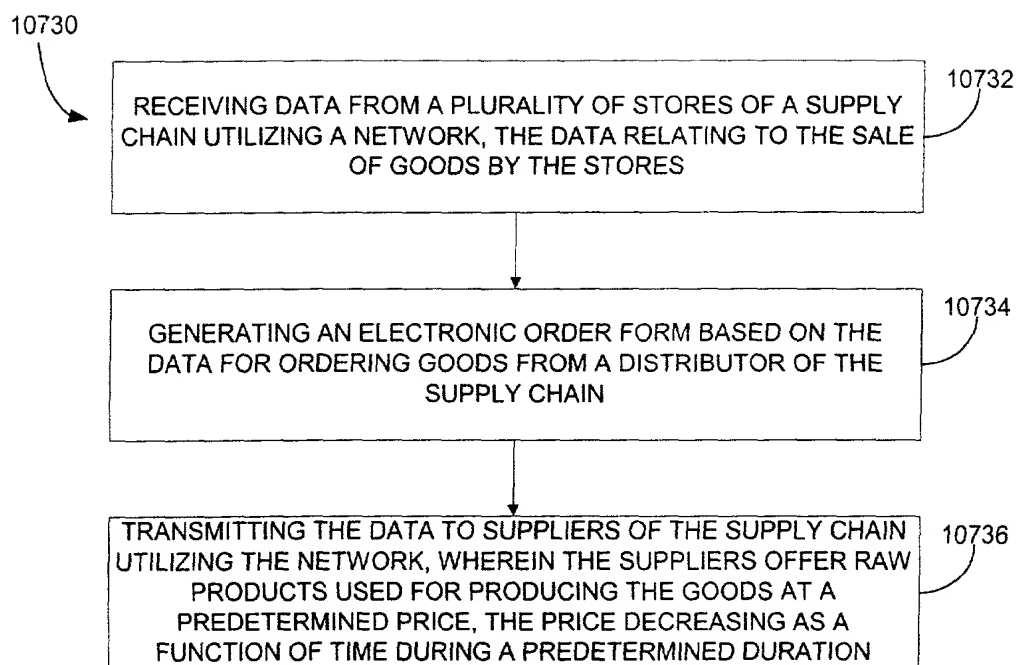 10730
10732
RECEIVING DATA FROM A PLURALITY OF STORES OF A SUPPLY
CHAIN UTILIZING A NETWORK, THE DATA RELATING TO THE SALE
OF GOODS BY THE STORES
10734
GENERATING AN ELECTRONIC ORDER FORM BASED ON THE
DATA FOR ORDERING GOODS FROM A DISTRIBUTOR OF THE
SUPPLY CHAIN
10736
TRANSMITTING THE DATA TO SUPPLIERS OF THE SUPPLY CHAIN
UTILIZING THE NETWORK, WHEREIN THE SUPPLIERS OFFER RAW
PRODUCTS USED FOR PRODUCING THE GOODS AT A
PREDETERMINED PRICE, THE PRICE DECREASING AS A
FUNCTION OF TIME DURING A PREDETERMINED DURATION